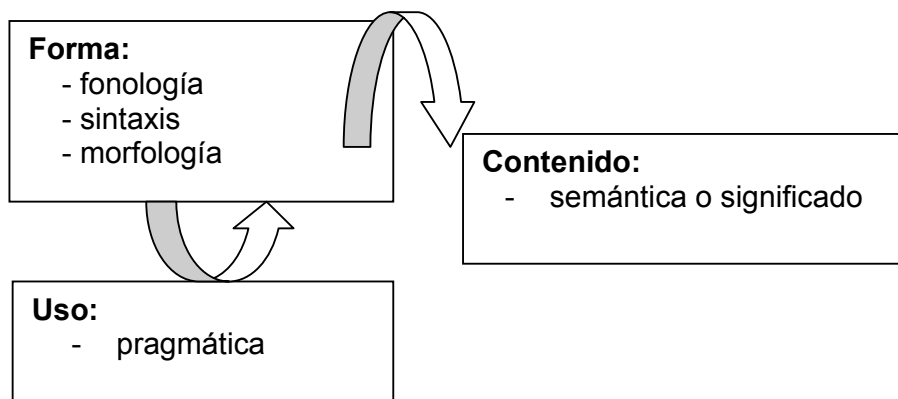 Forma:
- fonología
- sintaxis
- morfología
Contenido:
- semántica o significado
Uso:
- pragmática